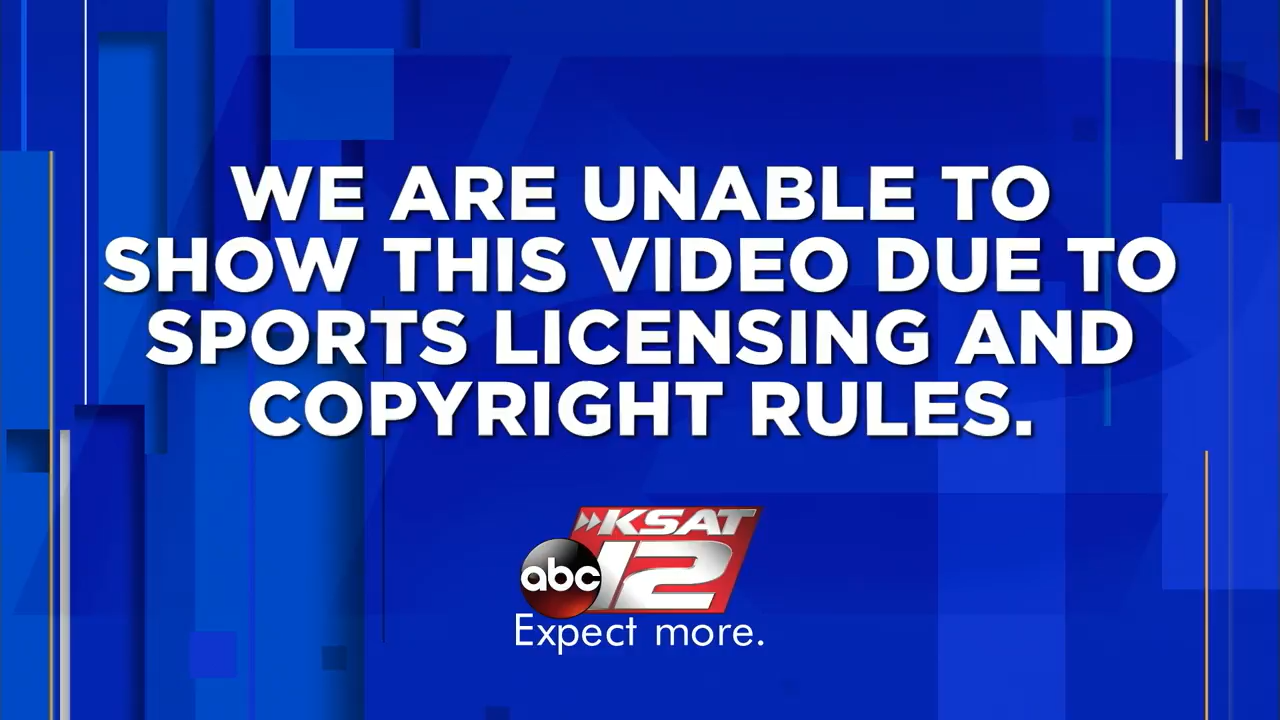 WE ARE UNABLE TO
SHOW THIS VIDEO DUE TO
SPORTS LICENSING AND
COPYRIGHT RULES.
KSAT
abc 12
Expect more.